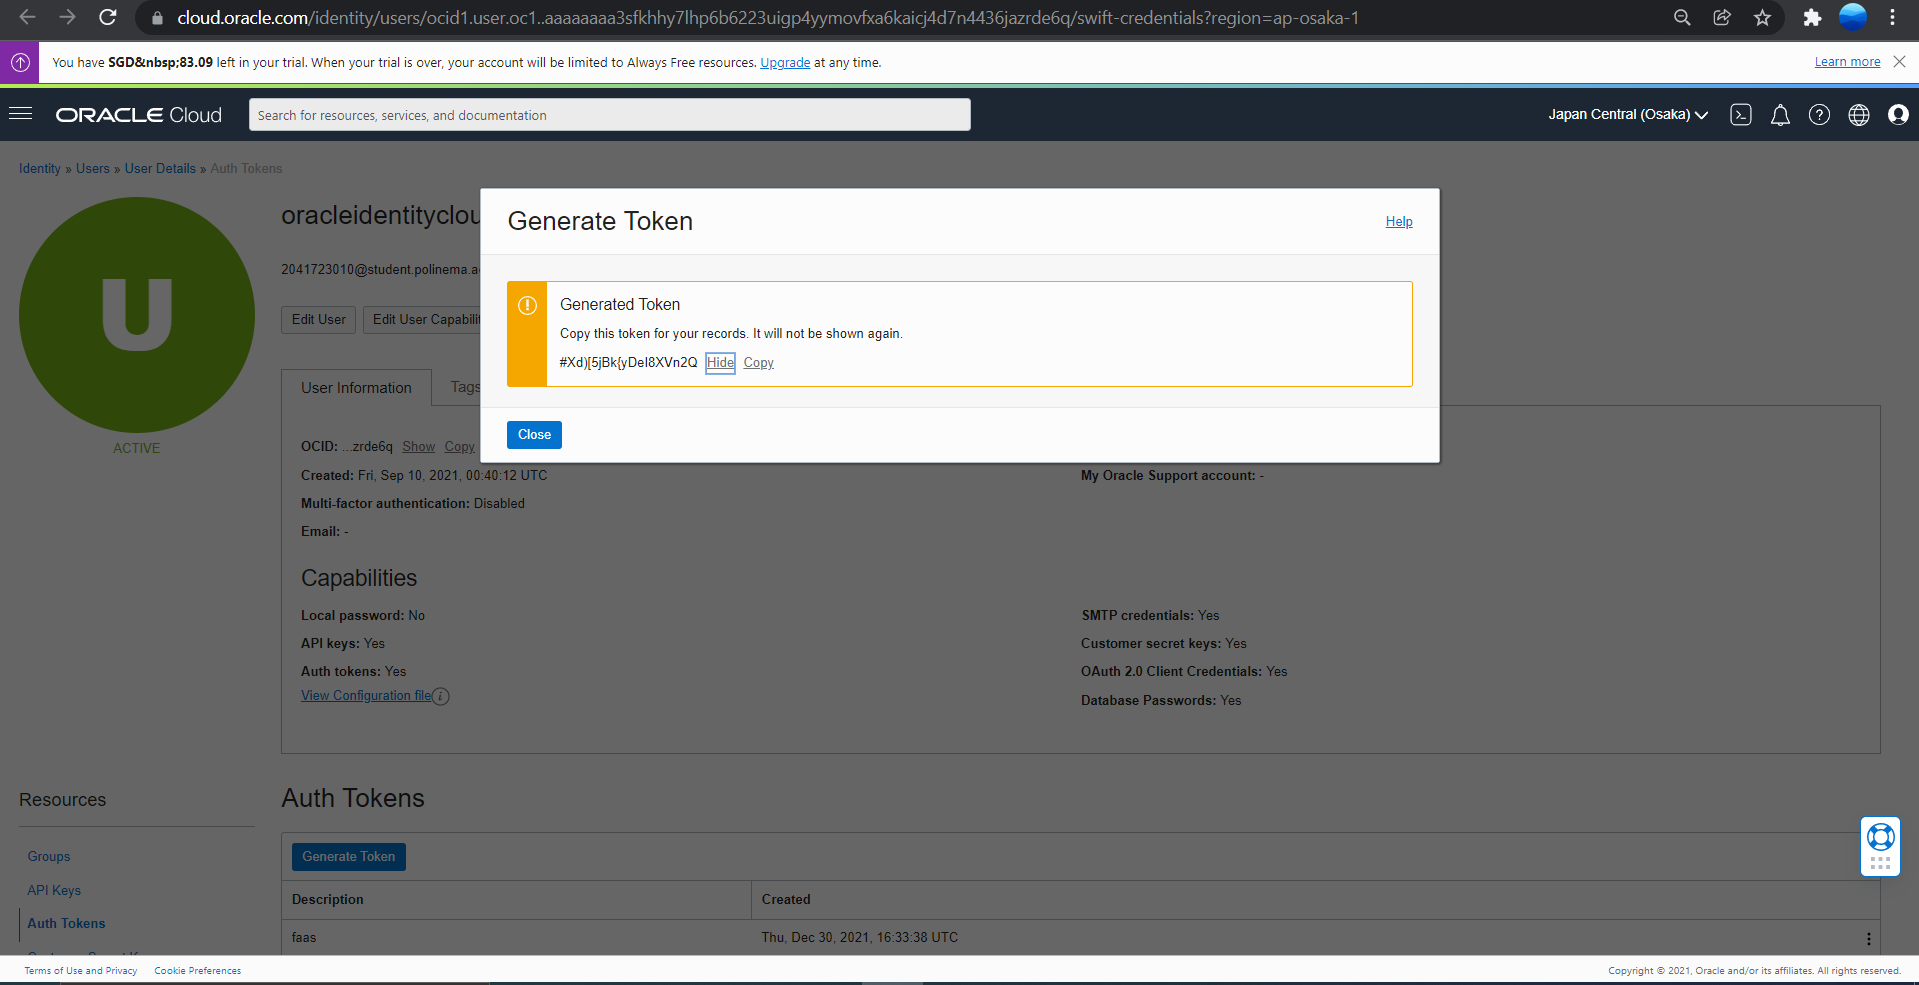 cloud.oracle.com/identity/users/ocid1.user.oc1..aaaaaaaa3sfkhhy7lhp6b6223uigp4yymovfxa6kaicj4d7n4436jazrde6q/swift-credentials?region=ap-osaka-1
You have SGD&nbsp;83.09 left in your trial. When your trial is over, your account will be limited to Always Free resources. Upgrade at any time.
Learn more
ORACLE Cloud
Search for resources, services, and documentation
Japan Central (Osaka)
Identity » Users » User Details » Auth Tokens
U
ACTIVE
oracleidentityclou
2041723010@student.polinema.a
Edit User
Edit User Capabilit
Generate Token
Help
Generated Token
Copy this token for your records. It will not be shown again.
#Xd)[5jBk{yDeI8XVn2Q Hide Copy
Close
User Information
Tags
OCID: ...zrde6q Show Copy
Created: Fri, Sep 10, 2021, 00:40:12 UTC
Multi-factor authentication: Disabled
Email: -
My Oracle Support account: -
Capabilities
Local password: No
API keys: Yes
Auth tokens: Yes
View Configuration file
SMTP credentials: Yes
Customer secret keys: Yes
OAuth 2.0 Client Credentials: Yes
Database Passwords: Yes
Resources
Groups
API Keys
Auth Tokens
Auth Tokens
Generate Token
Description
Created
faas
Thu, Dec 30, 2021, 16:33:38 UTC
Terms of Use and Privacy
Cookie Preferences
Copyright © 2021, Oracle and/or its affiliates. All rights reserved.